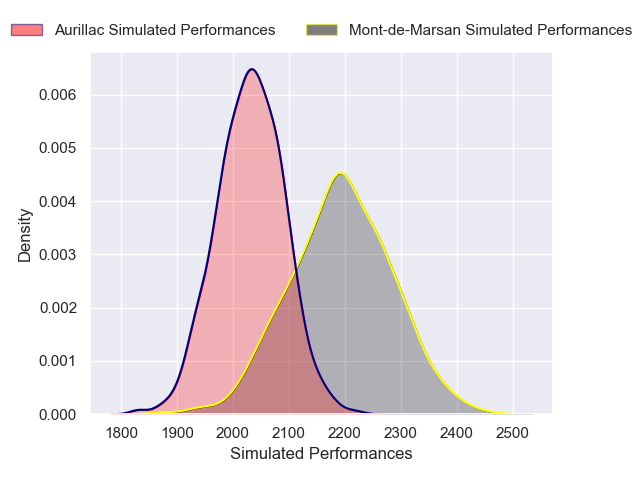 Aurillac Simulated Performances
Mont-de-Marsan Simulated Performances
0.006
0.005
0.004
0.003
0.002
0.001
0.000
Density
1800 1900 2000 2100 2200 2300 2400 2500
Simulated Performances